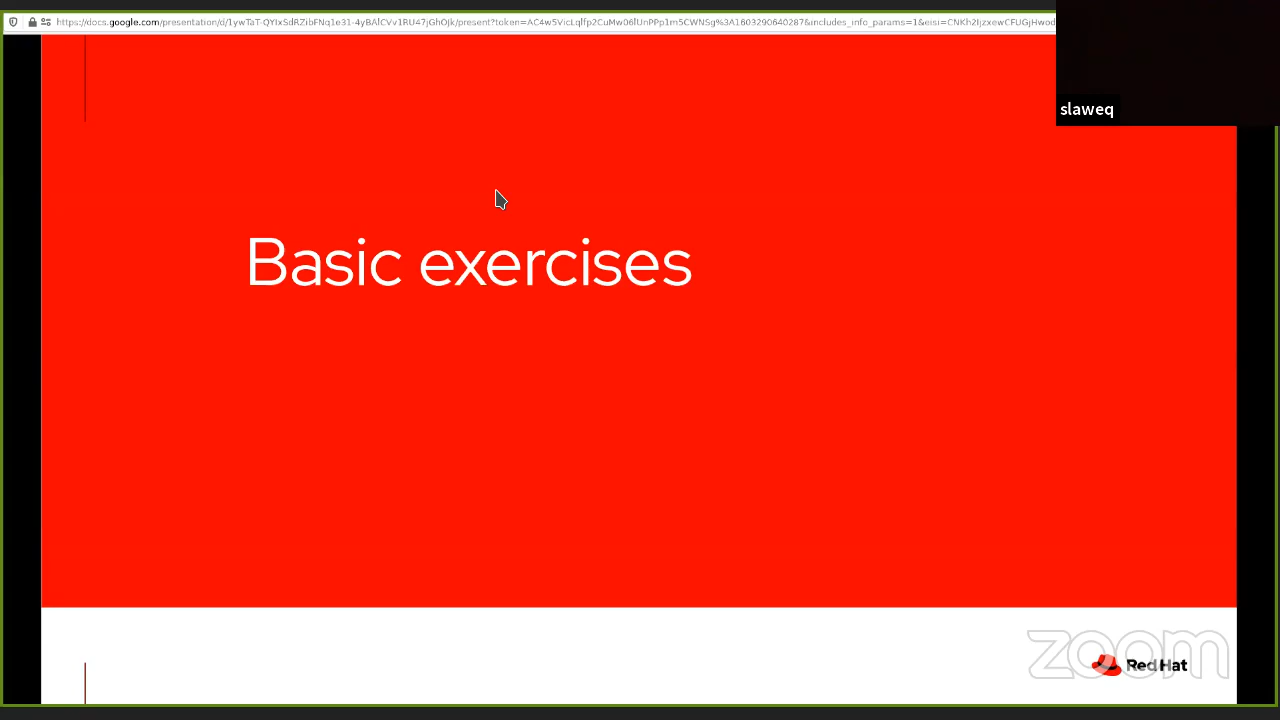 slaweq
Basic exercises
zoom
Red Hat